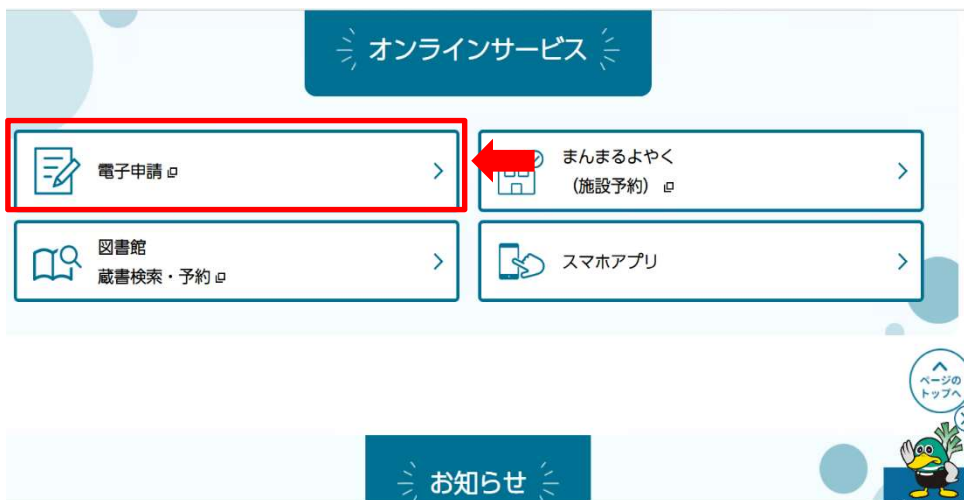 オンラインサービス
電子申請
まんまるよやく
（施設予約）
図書館
蔵書検索・予約
スマホアプリ
ページの
トップへ
お知らせ